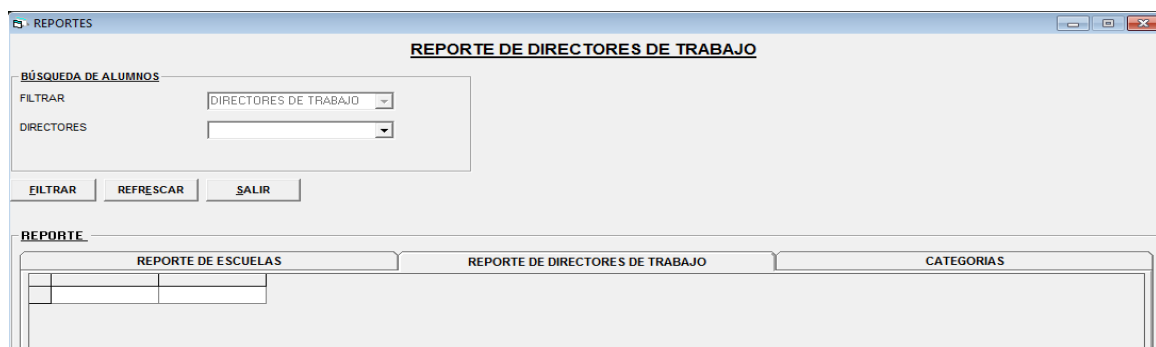 REPORTES
REPORTE DE DIRECTORES DE TRABAJO
BÚSQUEDA DE ALUMNOS
FILTRAR DIRECTORES DE TRABAJO
DIRECTORES
FILTRAR REFRESCAR SALIR
REPORTE
REPORTE DE ESCUELAS REPORTE DE DIRECTORES DE TRABAJO CATEGORIAS